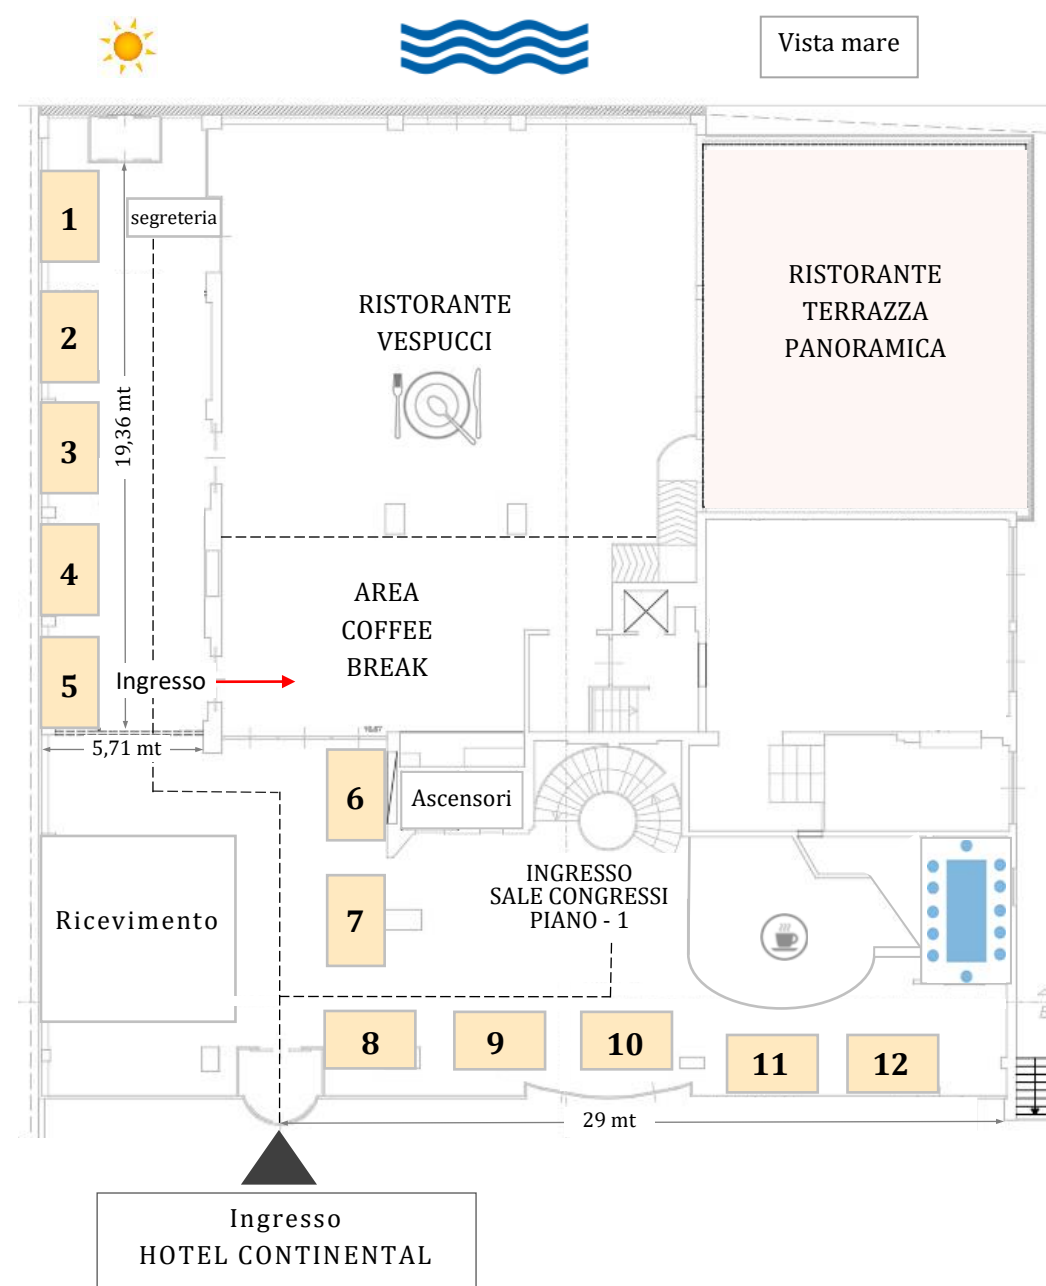 Vista mare
1
segreteria
2
19,36 mt
3
4
5
RISTORANTE
VESPUCCI
RISTORANTE
TERRAZZA
PANORAMICA
AREA
COFFEE
BREAK
Ingresso
5,71 mt
6
Ascensori
Ricevimento
7
INGRESSO
SALE CONGRESSI
PIANO - 1
8
9
10
11
12
29 mt
Ingresso
HOTEL CONTINENTAL